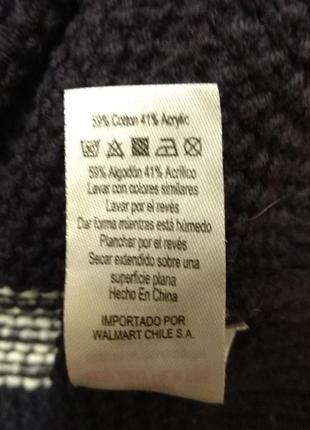 59% Cotton 41% Acrylic
59% Algodón 41% Acrílico
Lavar con colores similares
Lavar por el revés
Dar forma mientras está húmedo
Planchar por el revés
Secar extendido sobre una
superficie plana
Hecho En China
IMPORTADO POR
WALMART CHILE S.A.